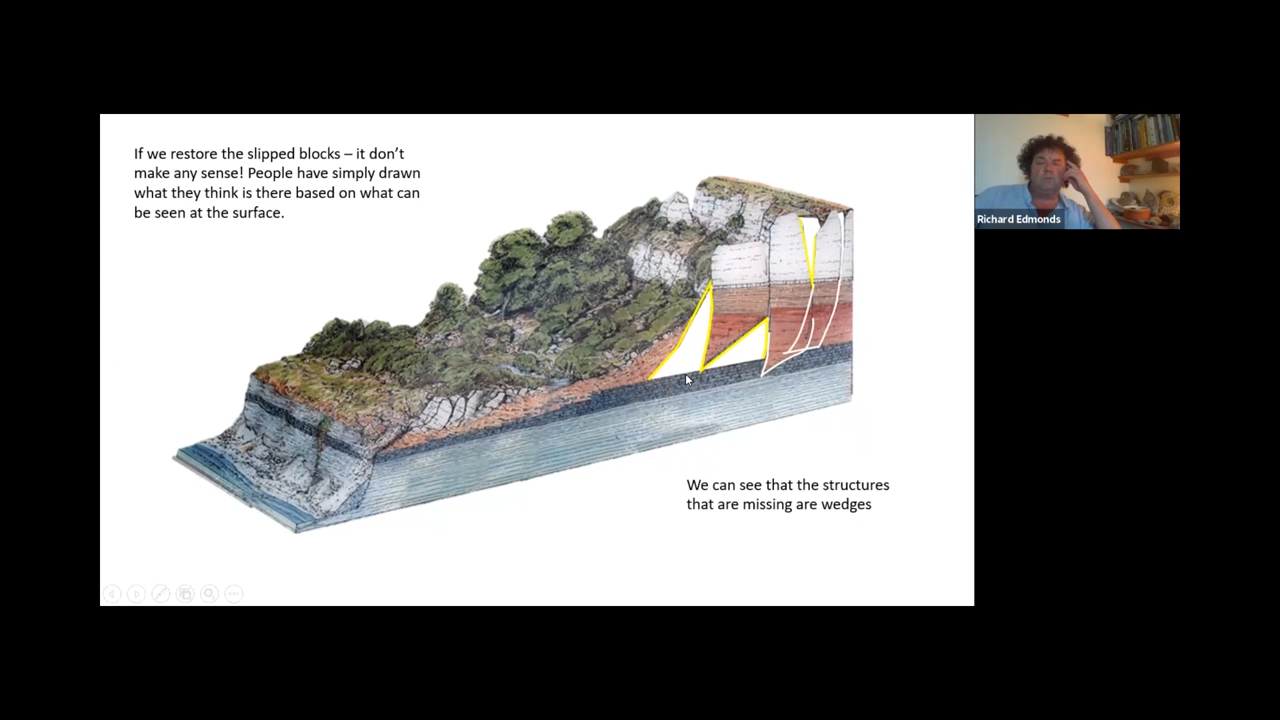 If we restore the slipped blocks – it don’t
make any sense! People have simply drawn
what they think is there based on what can
be seen at the surface.
Richard Edmonds
We can see that the structures
that are missing are wedges